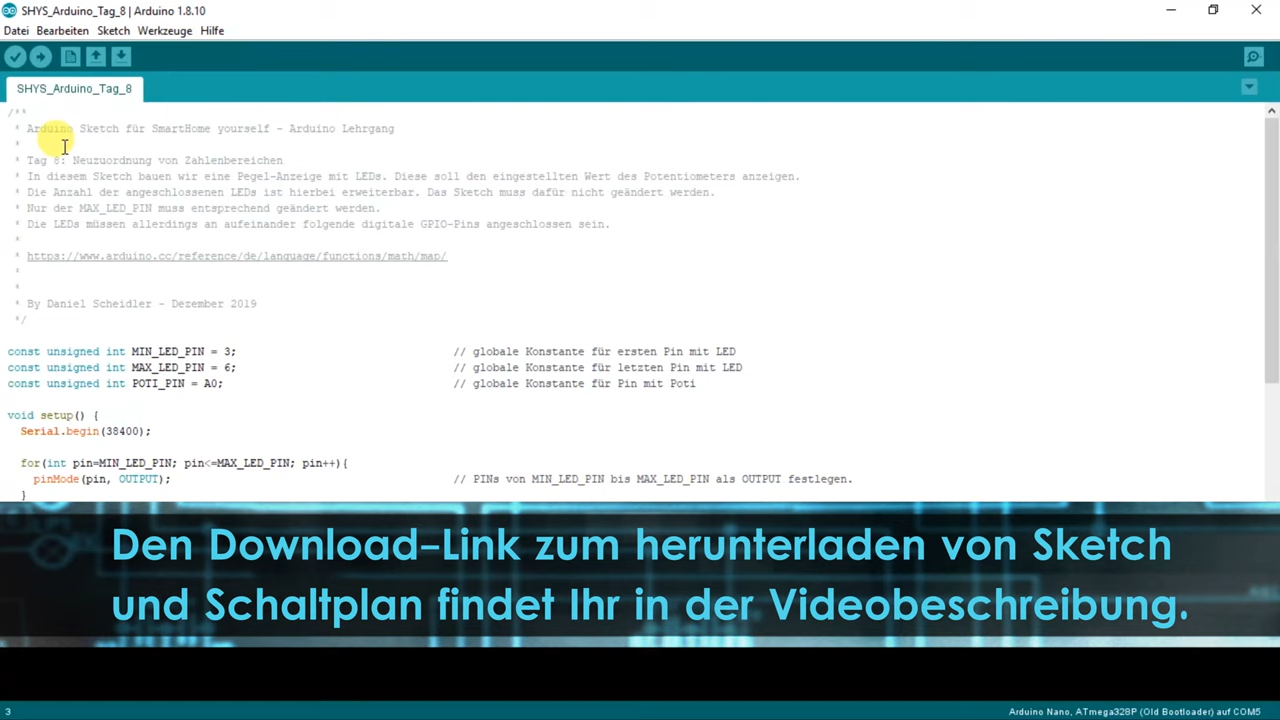 SHYS_Arduino_Tag_8 | Arduino 1.8.10
Datei Bearbeiten Sketch Werkzeuge Hilfe
SHYS_Arduino_Tag_8
/**
* Arduino Sketch für SmartHome yourself - Arduino Lehrgang
*
* Tag 8: Neuzuordnung von Zahlenbereichen
* In diesem Sketch bauen wir eine Pegel-Anzeige mit LEDs. Diese soll den eingestellten Wert des Potentiometers anzeigen.
* Die Anzahl der angeschlossenen LEDs ist hierbei erweiterbar. Das Sketch muss dafür nicht geändert werden.
* Nur der MAX_LED_PIN muss entsprechend geändert werden.
* Die LEDs müssen allerdings an aufeinander folgende digitale GPIO-Pins angeschlossen sein.
*
* https://www.arduino.cc/reference/de/language/functions/math/map/
*
*
* By Daniel Scheidler - Dezember 2019
*/
const unsigned int MIN_LED_PIN = 3; // globale Konstante für ersten Pin mit LED
const unsigned int MAX_LED_PIN = 6; // globale Konstante für letzten Pin mit LED
const unsigned int POTI_PIN = A0; // globale Konstante für Pin mit Poti
void setup() {
Serial.begin(38400);
for(int pin=MIN_LED_PIN; pin<=MAX_LED_PIN; pin++){
pinMode(pin, OUTPUT); // PINs von MIN_LED_PIN bis MAX_LED_PIN als OUTPUT festlegen.
}
Den Download-Link zum herunterladen von Sketch
und Schaltplan findet Ihr in der Videobeschreibung.
3 Arduino Nano, ATmega328P (Old Bootloader) auf COM5